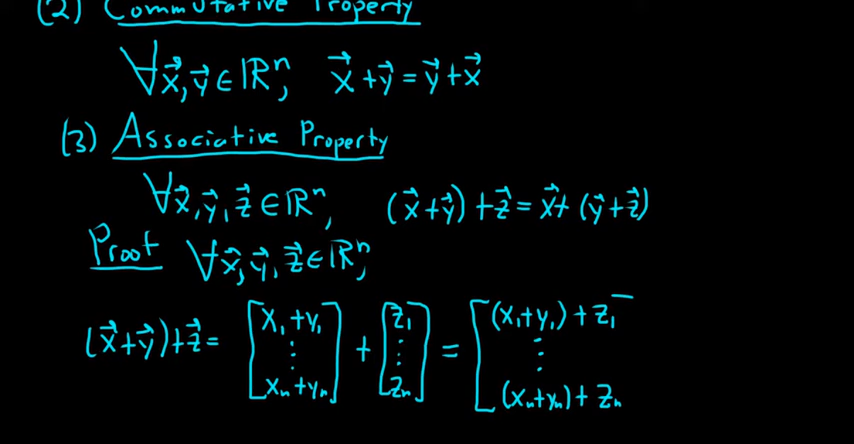 (2) Commutative Property
∀x⃗, y⃗ ∈ ℝⁿ, x⃗ + y⃗ = y⃗ + x⃗
(3) Associative Property
∀x⃗, y⃗, z⃗ ∈ ℝⁿ, (x⃗ + y⃗) + z⃗ = x⃗ + (y⃗ + z⃗)
Proof ∀x⃗, y⃗, z⃗ ∈ ℝⁿ,
(x⃗ + y⃗) + z⃗ = [x₁ + y₁ ⋮ xₙ + yₙ] + [z₁ ⋮ zₙ] = [(x₁ + y₁) + z₁ ⋮ (xₙ + yₙ) + zₙ